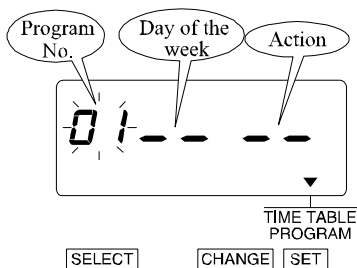 Program No.
Day of the week
Action
01-- --
TIME TABLE PROGRAM
SELECT
CHANGE
SET